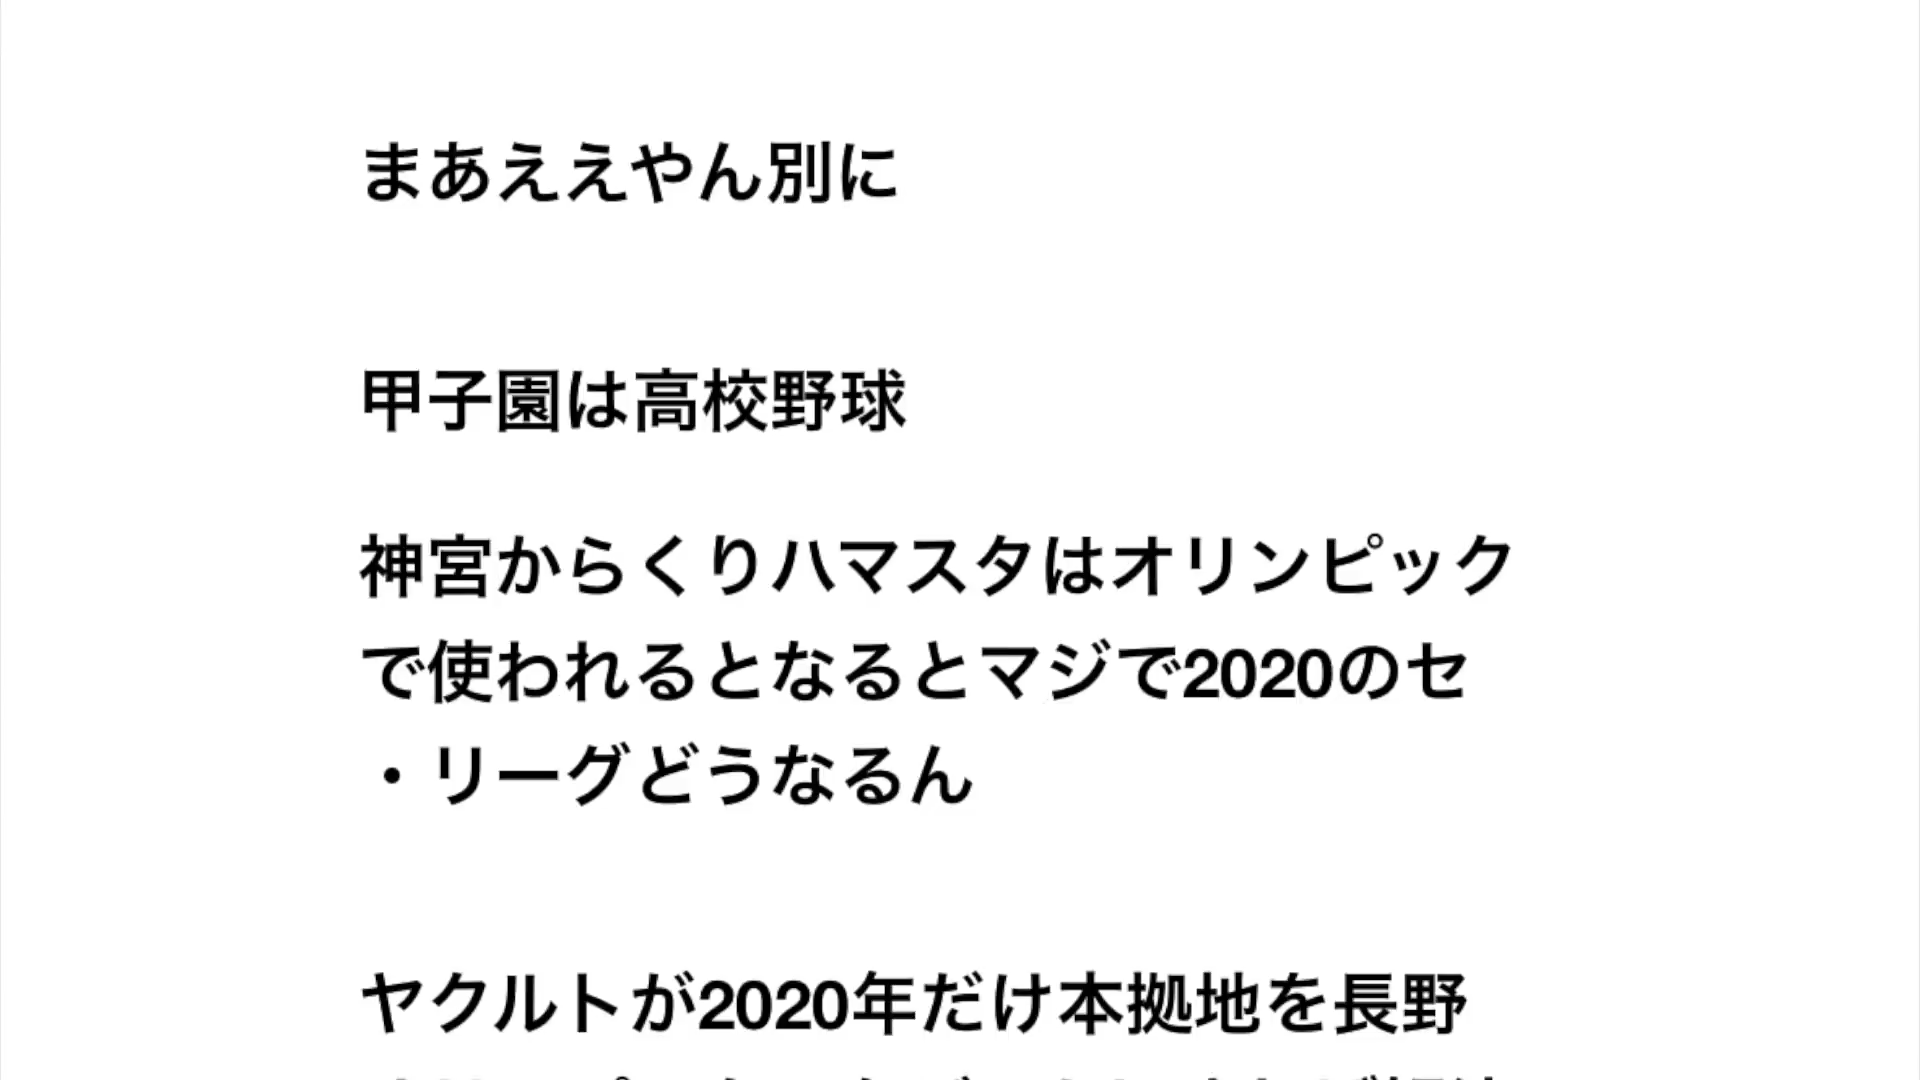 まあええやん別に
甲子園は高校野球
神宮からくりハマスタはオリンピック
で使われるとなるとマジで2020のセ
・リーグどうなるん
ヤクルトが2020年だけ本拠地を長野